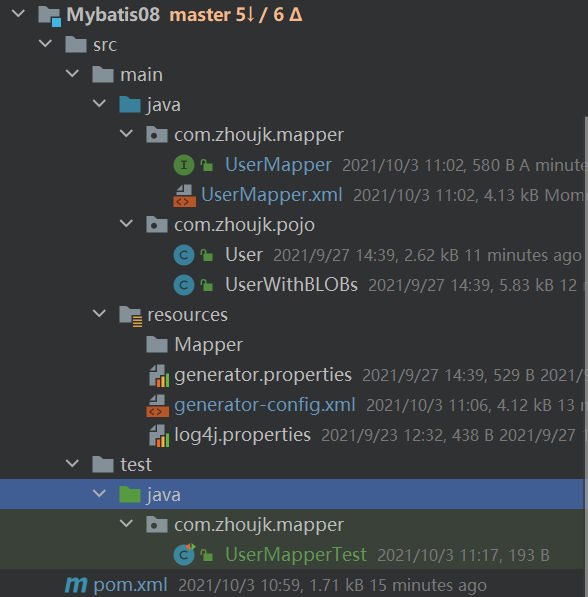 Mybatis08 master 5↓ / 6 Δ
src
main
java
com.zhoujk.mapper
UserMapper 2021/10/3 11:02, 580 B A minute
UserMapper.xml 2021/10/3 11:02, 4.13 kB Mom
com.zhoujk.pojo
User 2021/9/27 14:39, 2.62 kB 11 minutes ago
UserWithBLOBs 2021/9/27 14:39, 5.83 kB 12
resources
Mapper
generator.properties 2021/9/27 14:39, 529 B 2021/9/
generator-config.xml 2021/10/3 11:06, 4.12 kB 13
log4j.properties 2021/9/23 12:32, 438 B 2021/9/27
test
java
com.zhoujk.mapper
UserMapperTest 2021/10/3 11:17, 193 B
pom.xml 2021/10/3 10:59, 1.71 kB 15 minutes ago